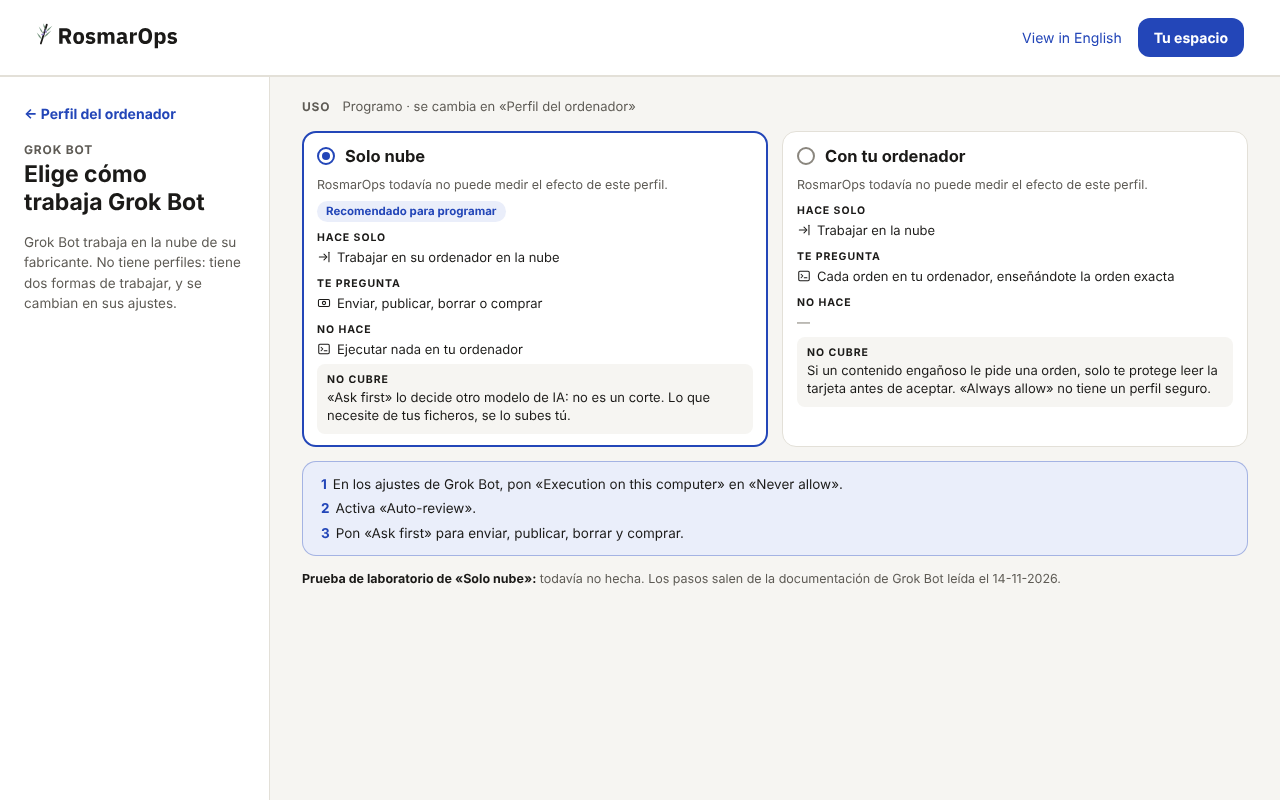 RosmarOps
View in English
Tu espacio
← Perfil del ordenador
GROK BOT
Elige cómo
trabaja Grok Bot
Grok Bot trabaja en la nube de su
fabricante. No tiene perfiles: tiene
dos formas de trabajar, y se
cambian en sus ajustes.
USO Programo · se cambia en «Perfil del ordenador»
Solo nube
RosmarOps todavía no puede medir el efecto de este perfil.
Recomendado para programar
HACE SOLO
Trabajar en su ordenador en la nube
TE PREGUNTA
Enviar, publicar, borrar o comprar
NO HACE
Ejecutar nada en tu ordenador
NO CUBRE
«Ask first» lo decide otro modelo de IA: no es un corte. Lo que
necesite de tus ficheros, se lo subes tú.
Con tu ordenador
RosmarOps todavía no puede medir el efecto de este perfil.
HACE SOLO
Trabajar en la nube
TE PREGUNTA
Cada orden en tu ordenador, enseñándote la orden exacta
NO HACE
—
NO CUBRE
Si un contenido engañoso le pide una orden, solo te protege leer la
tarjeta antes de aceptar. «Always allow» no tiene un perfil seguro.
1 En los ajustes de Grok Bot, pon «Execution on this computer» en «Never allow».
2 Activa «Auto-review».
3 Pon «Ask first» para enviar, publicar, borrar y comprar.
Prueba de laboratorio de «Solo nube»: todavía no hecha. Los pasos salen de la documentación de Grok Bot leída el 14-11-2026.